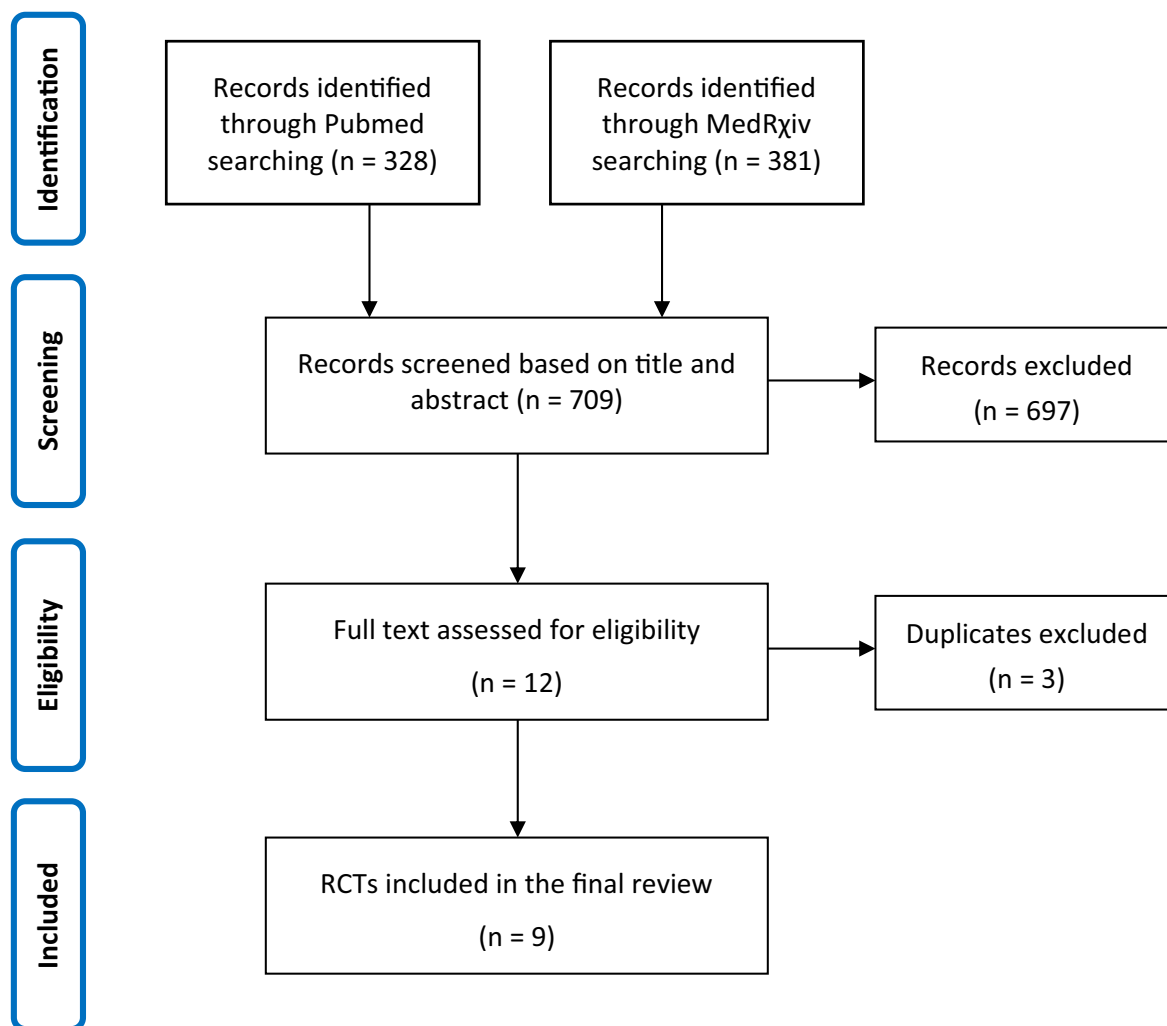 Identification
Records identified
through Pubmed
searching (n = 328)
Records identified
through MedRχiv
searching (n = 381)
Screening
Records screened based on title and
abstract (n = 709)
Records excluded
(n = 697)
Eligibility
Full text assessed for eligibility
(n = 12)
Duplicates excluded
(n = 3)
Included
RCTs included in the final review
(n = 9)